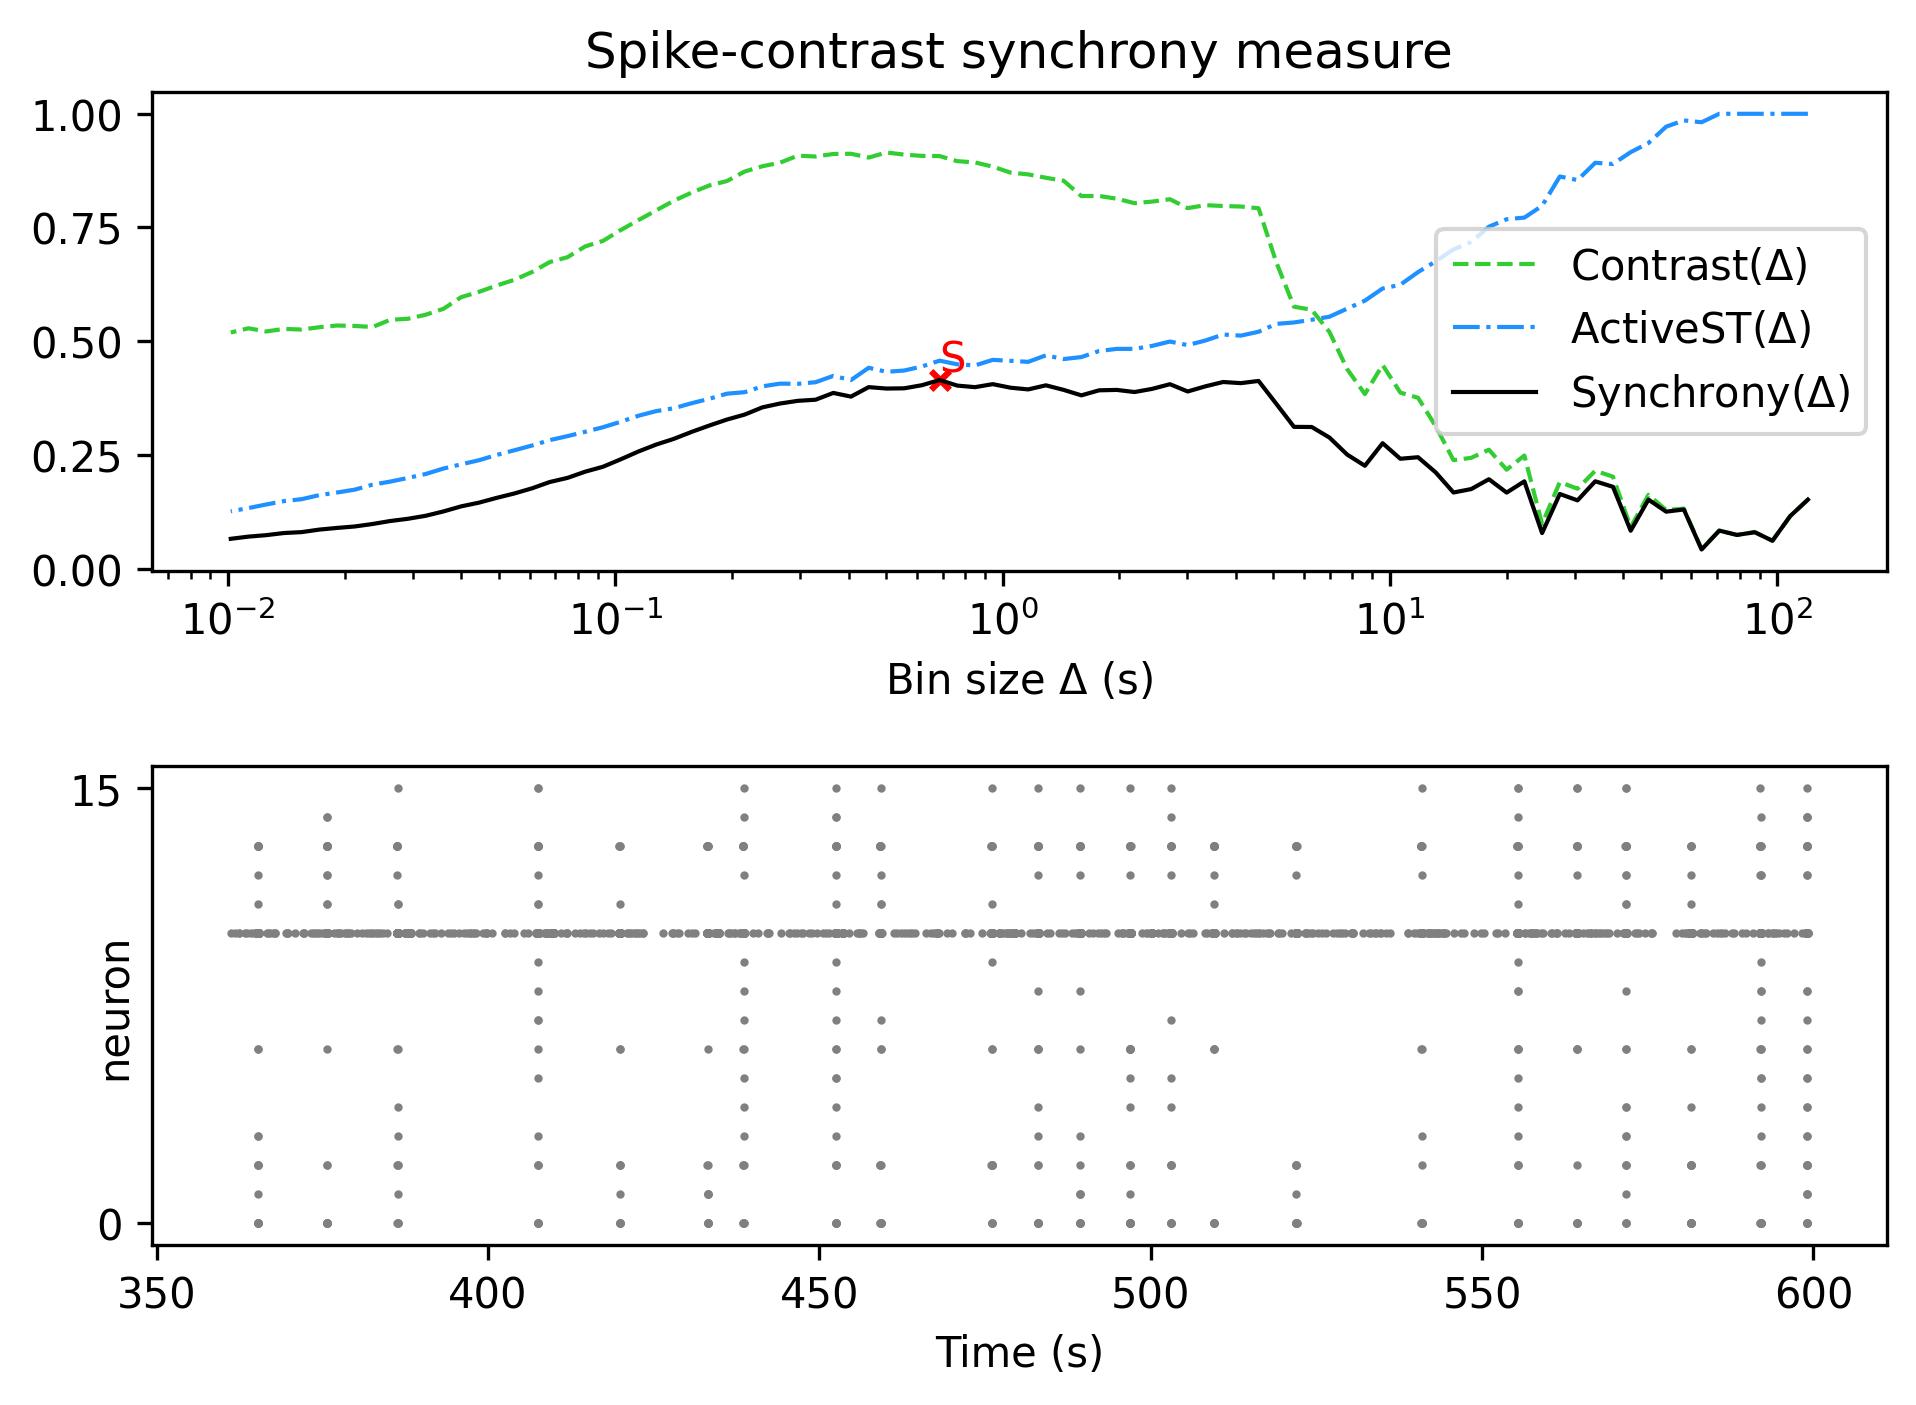 Spike-contrast synchrony measure
1.00
0.75
0.50
0.25
0.00
S
Contrast(Δ)
ActiveST(Δ)
Synchrony(Δ)
10⁻² 10⁻¹ 10⁰ 10¹ 10²
Bin size Δ (s)
15
neuron
0
350 400 450 500 550 600
Time (s)